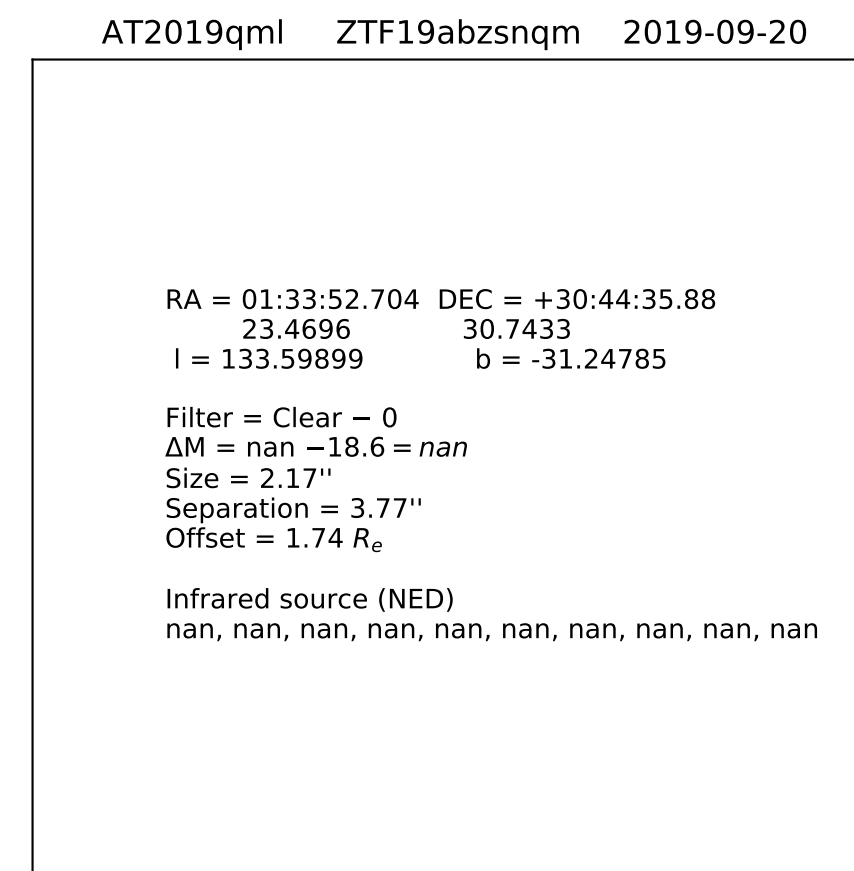 AT2019qml ZTF19abzsnqm 2019-09-20
RA = 01:33:52.704 DEC = +30:44:35.88
23.4696 30.7433
l = 133.59899 b = -31.24785
Filter = Clear − 0
ΔM = nan −18.6 = nan
Size = 2.17''
Separation = 3.77''
Offset = 1.74 Rₑ
Infrared source (NED)
nan, nan, nan, nan, nan, nan, nan, nan, nan, nan